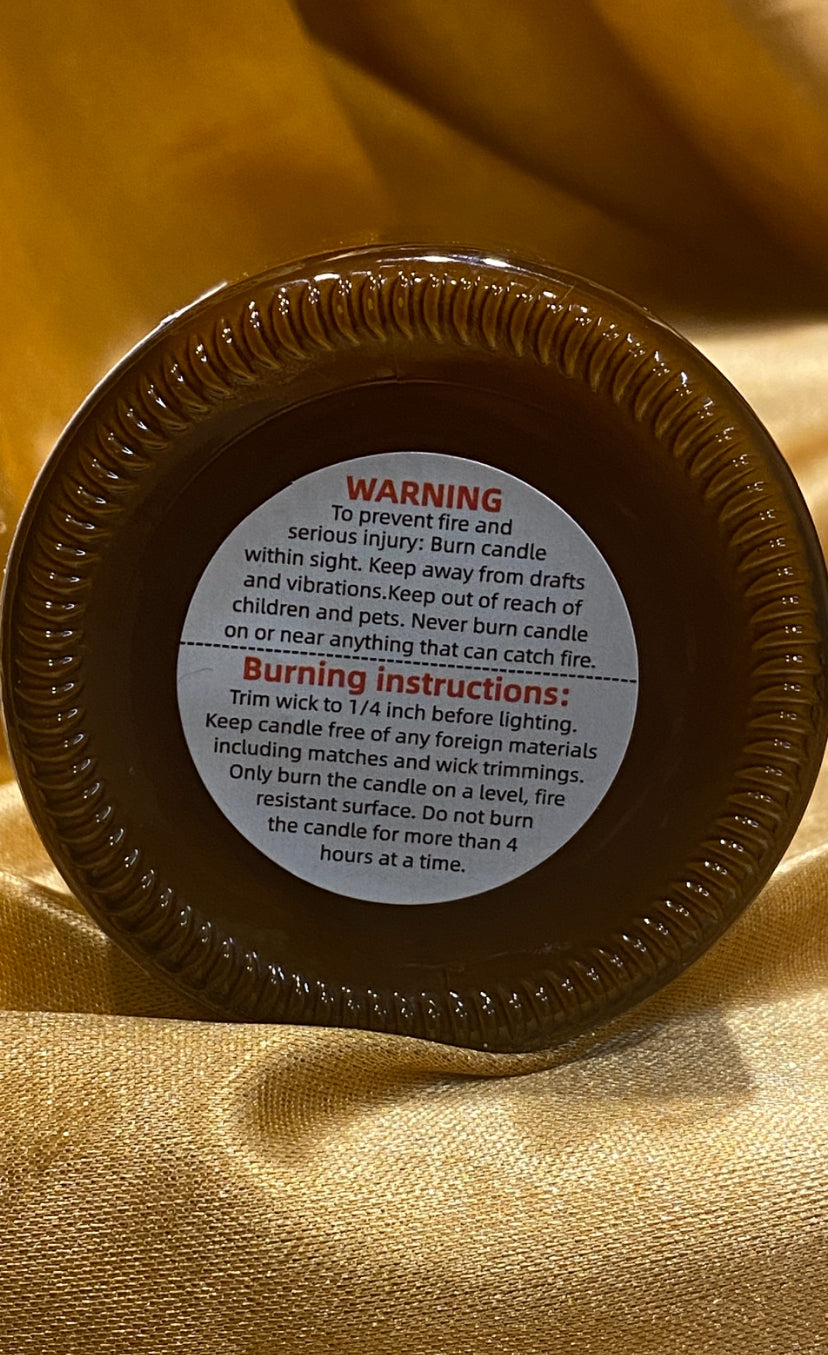 WARNING
To prevent fire and
serious injury: Burn candle
within sight. Keep away from drafts
and vibrations.Keep out of reach of
children and pets. Never burn candle
on or near anything that can catch fire.
Burning instructions:
Trim wick to 1/4 inch before lighting.
Keep candle free of any foreign materials
including matches and wick trimmings.
Only burn the candle on a level, fire
resistant surface. Do not burn
the candle for more than 4
hours at a time.